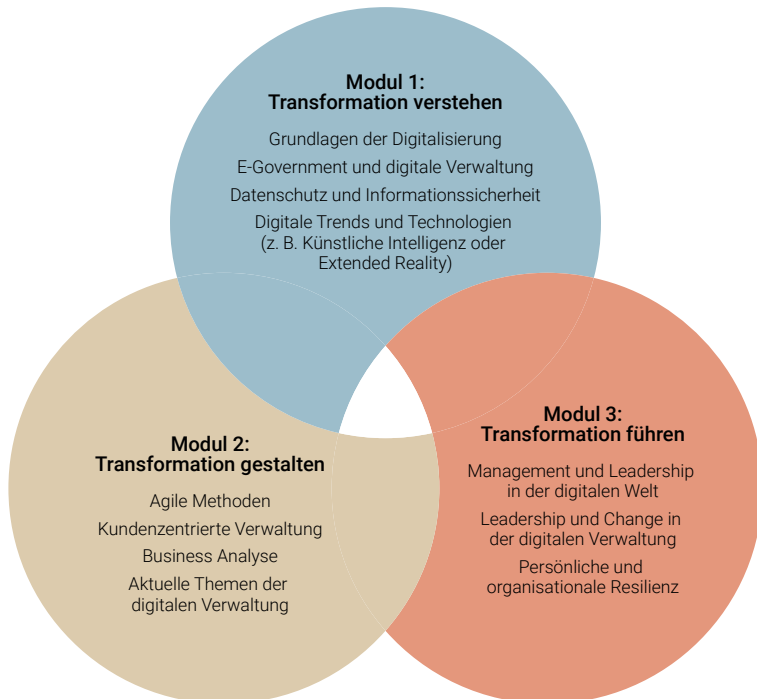 Modul 1:
Transformation verstehen
Grundlagen der Digitalisierung
E-Government und digitale Verwaltung
Datenschutz und Informationssicherheit
Digitale Trends und Technologien
(z. B. Künstliche Intelligenz oder
Extended Reality)
Modul 2:
Transformation gestalten
Agile Methoden
Kundenzentrierte Verwaltung
Business Analyse
Aktuelle Themen der
digitalen Verwaltung
Modul 3:
Transformation führen
Management und Leadership
in der digitalen Welt
Leadership und Change in
der digitalen Verwaltung
Persönliche und
organisationale Resilienz